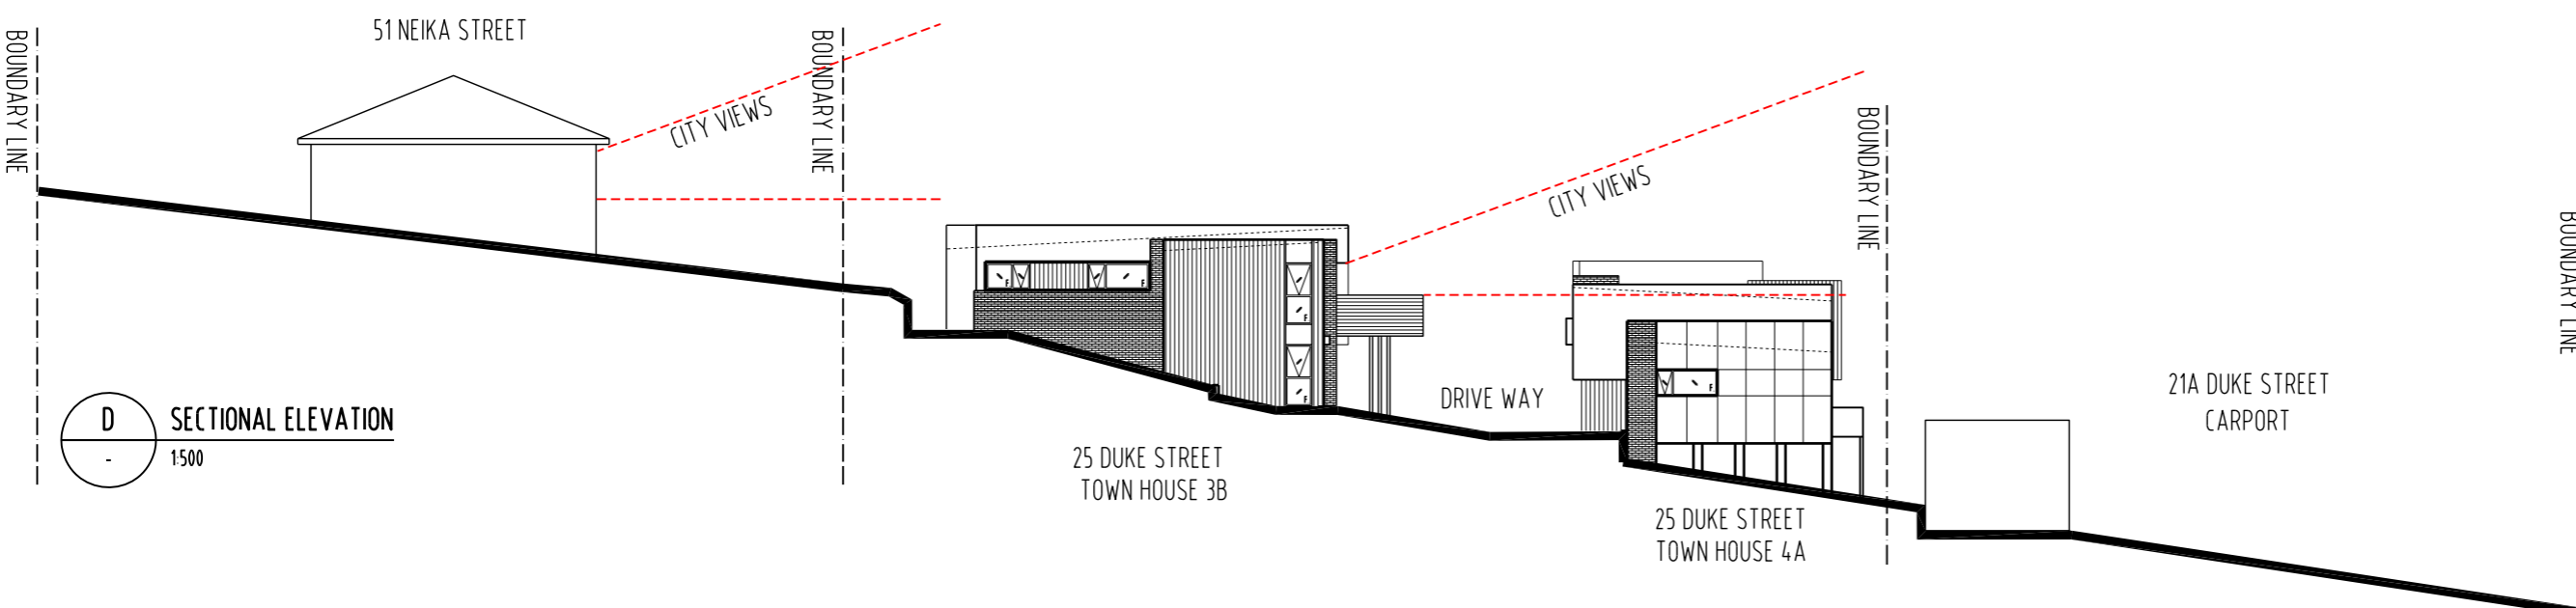 51 NEIKA STREET
BOUNDARY LINE
CITY VIEWS
BOUNDARY LINE
CITY VIEWS
BOUNDARY LINE
BOUNDARY LINE
F
F
F
F
F
DRIVE WAY
21A DUKE STREET
CARPORT
D
SECTIONAL ELEVATION
-
1:500
25 DUKE STREET
TOWN HOUSE 3B
25 DUKE STREET
TOWN HOUSE 4A